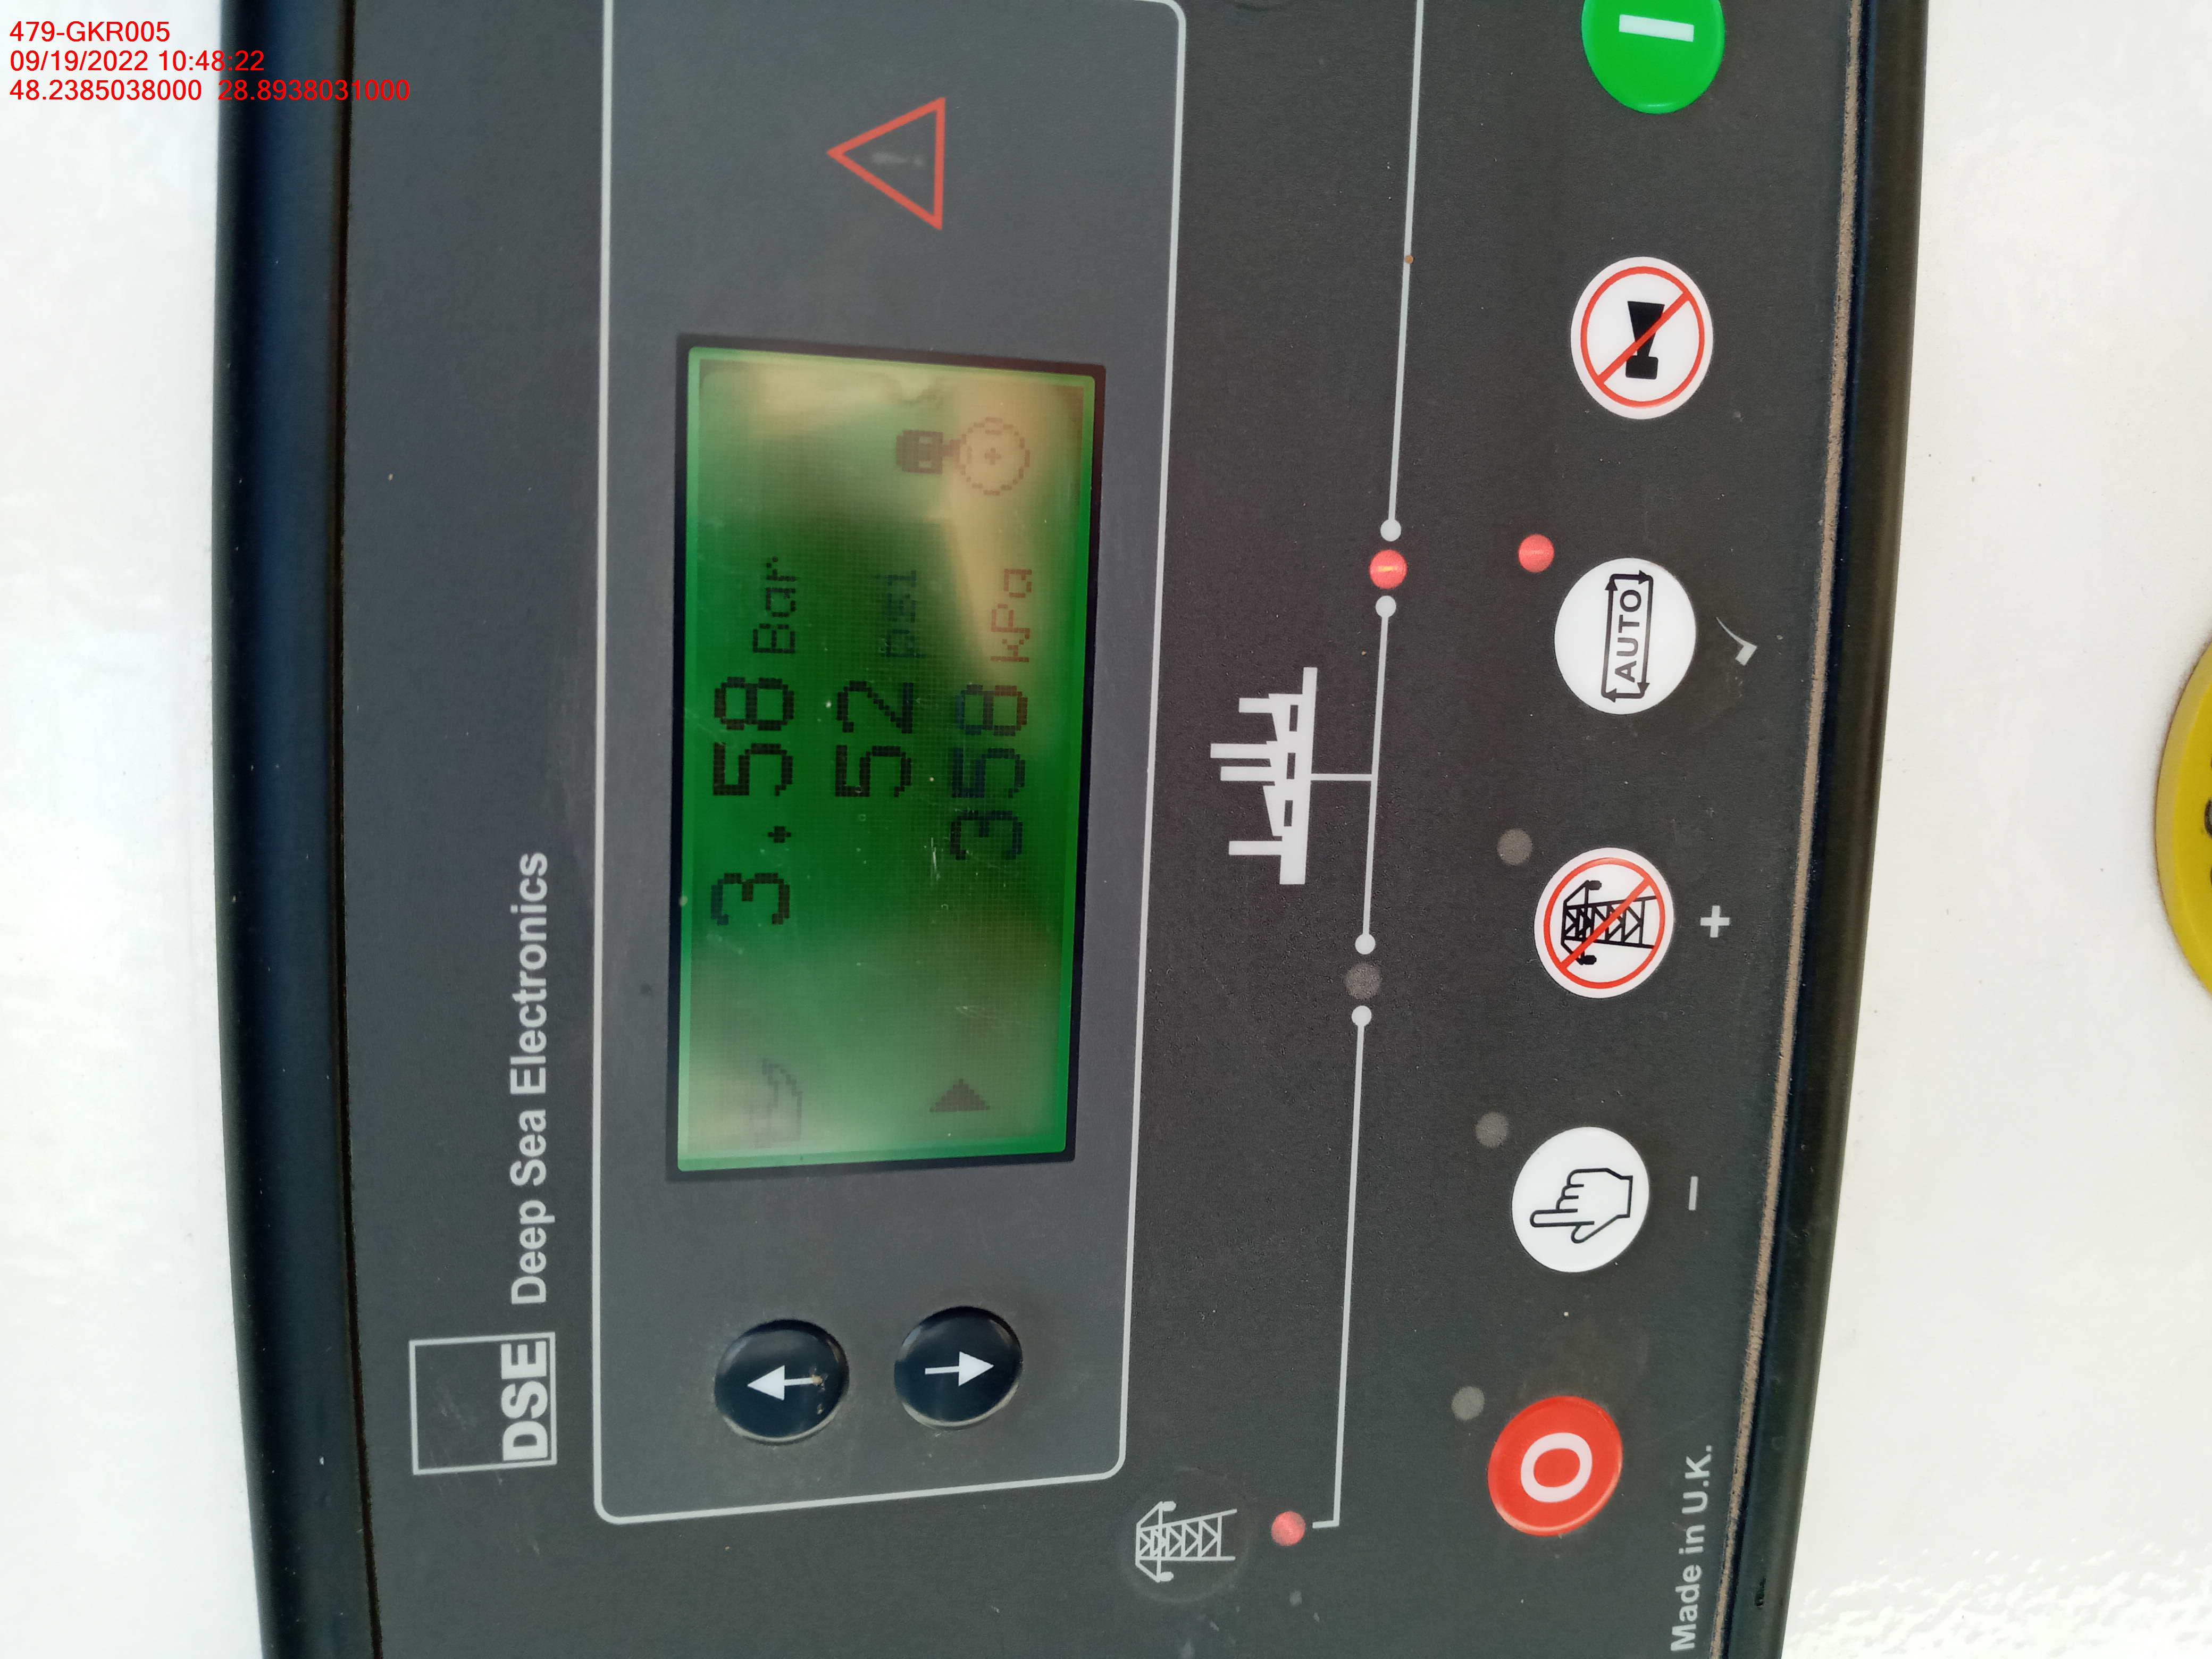 479-GKR005
09/19/2022 10:48:22
48.2385038000 28.8938031000
DSE Deep Sea Electronics
3.58 Bar
52 psi
358 kPa
AUTO
+
−
Made in U.K.